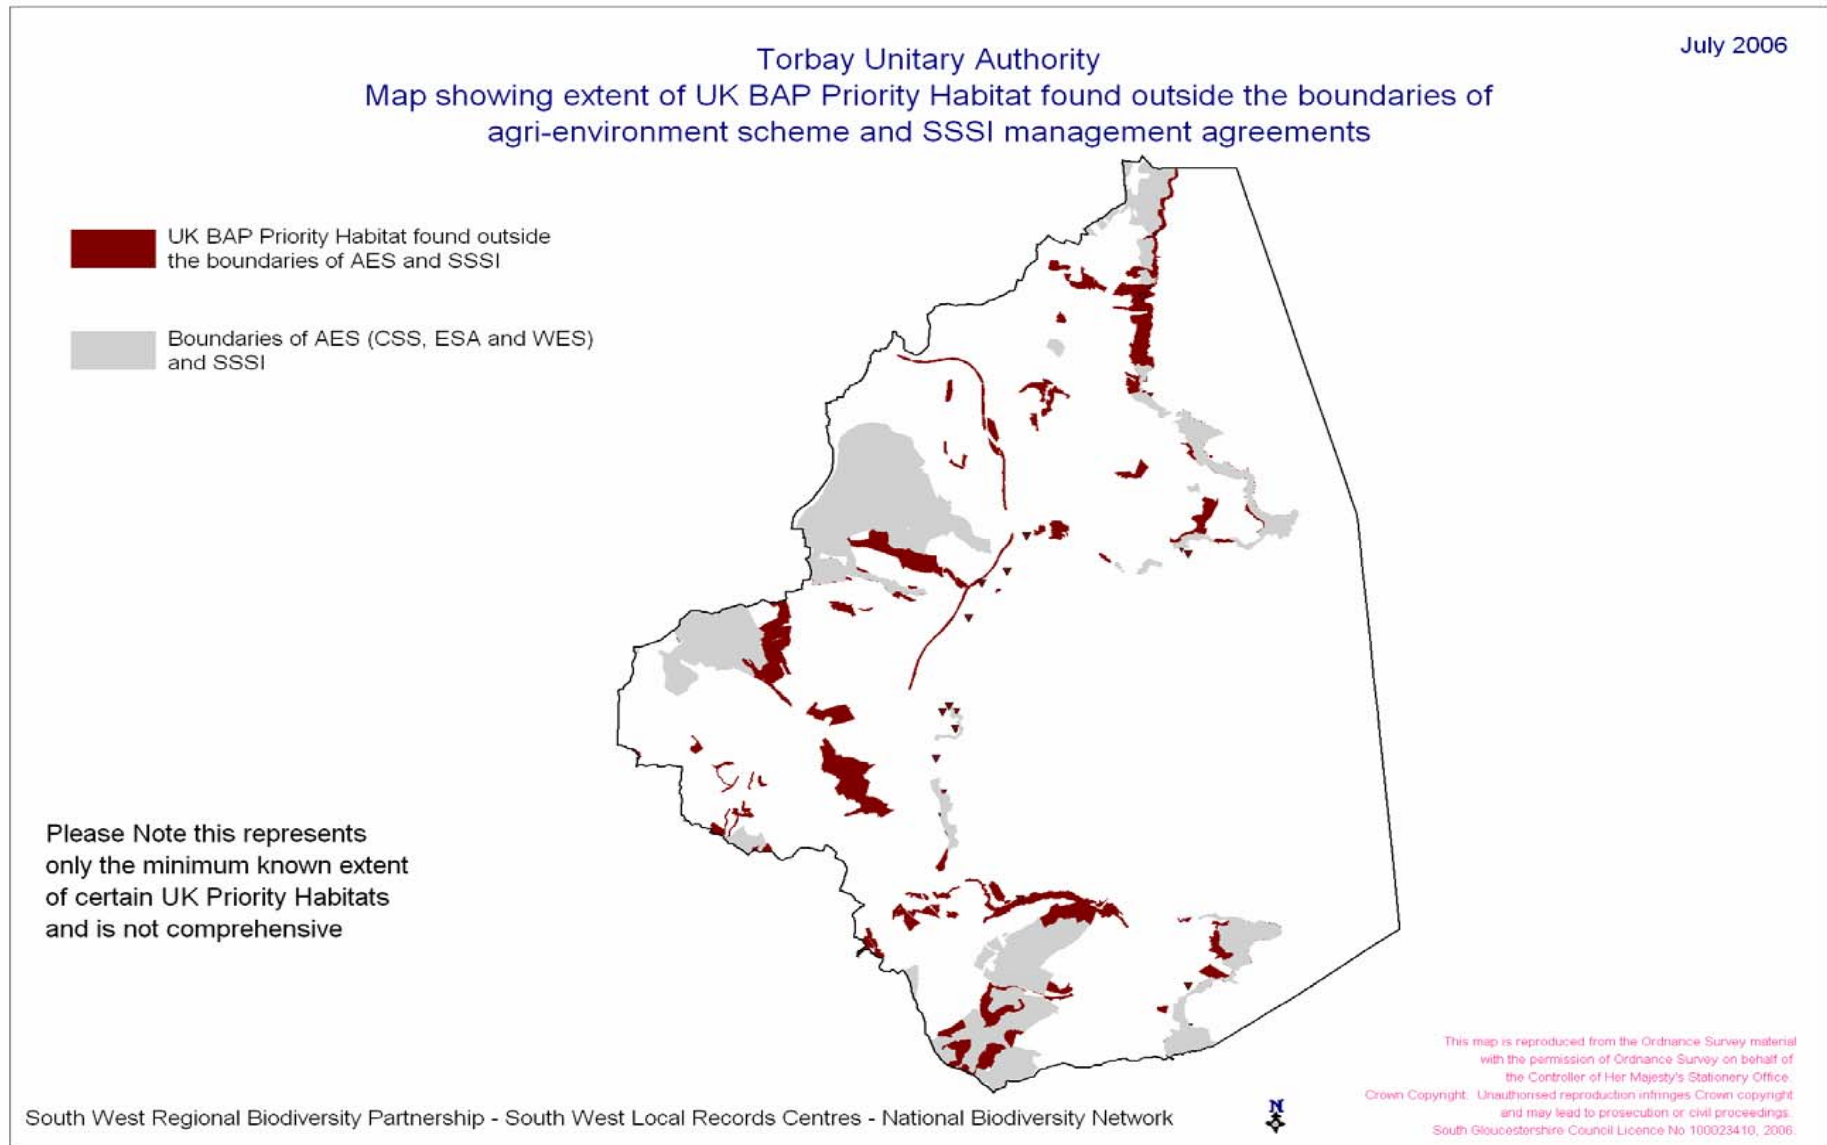 July 2006
Torbay Unitary Authority
Map showing extent of UK BAP Priority Habitat found outside the boundaries of
agri-environment scheme and SSSI management agreements
UK BAP Priority Habitat found outside
the boundaries of AES and SSSI
Boundaries of AES (CSS, ESA and WES)
and SSSI
Please Note this represents
only the minimum known extent
of certain UK Priority Habitats
and is not comprehensive
This map is reproduced from the Ordnance Survey material
with the permission of Ordnance Survey on behalf of
the Controller of Her Majesty's Stationery Office.
Crown Copyright. Unauthorised reproduction infringes Crown copyright
and may lead to prosecution or civil proceedings.
South Gloucestershire Council Licence No 100023410, 2006.
South West Regional Biodiversity Partnership - South West Local Records Centres - National Biodiversity Network
N